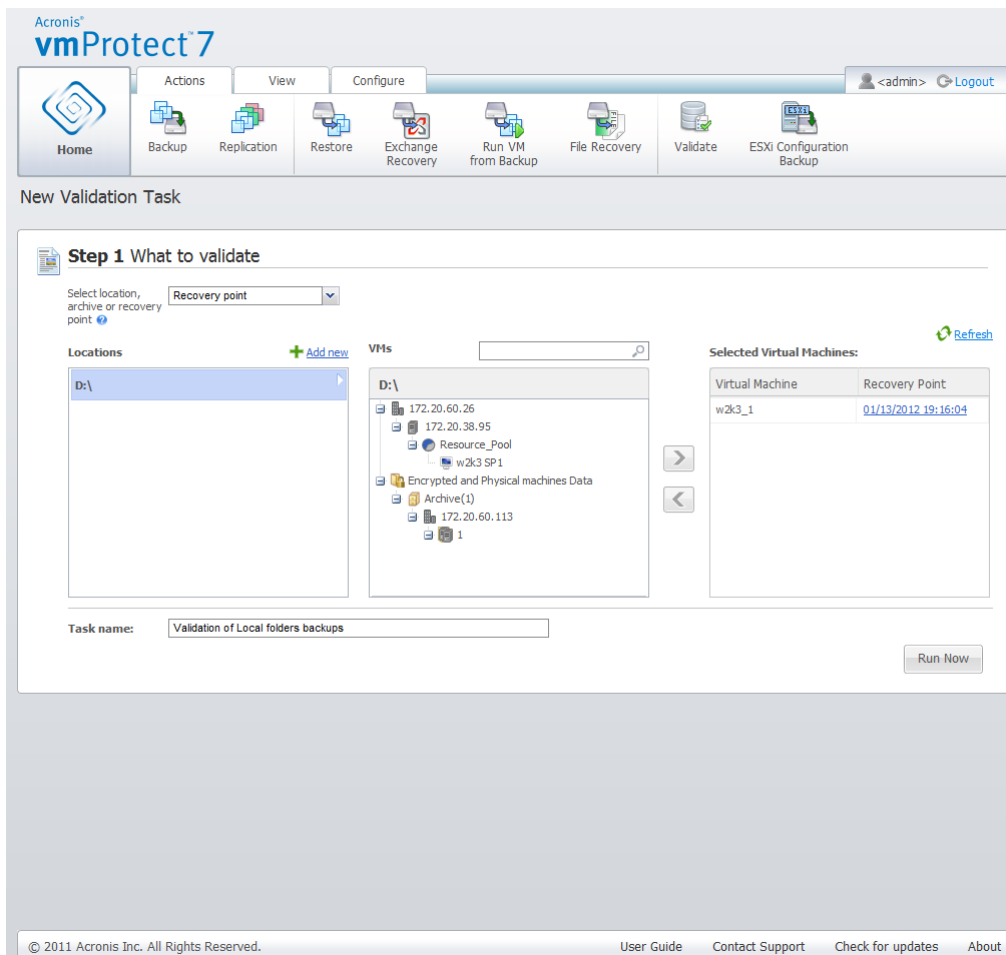 Acronis®
vmProtect™ 7
Actions View Configure
<admin> Logout
Home
Backup
Replication
Restore
Exchange Recovery
Run VM from Backup
File Recovery
Validate
ESXi
ESXi Configuration Backup
New Validation Task
Step 1 What to validate
Select location, archive or recovery point ?
Recovery point
Refresh
Locations
Add new
VMs
Selected Virtual Machines:
D:\
D:\
172.20.60.26
172.20.38.95
Resource_Pool
w2k3 SP1
Encrypted and Physical machines Data
Archive(1)
172.20.60.113
1
Virtual Machine Recovery Point
w2k3_1 01/13/2012 19:16:04
Task name: Validation of Local folders backups
Run Now
© 2011 Acronis Inc. All Rights Reserved. User Guide Contact Support Check for updates About